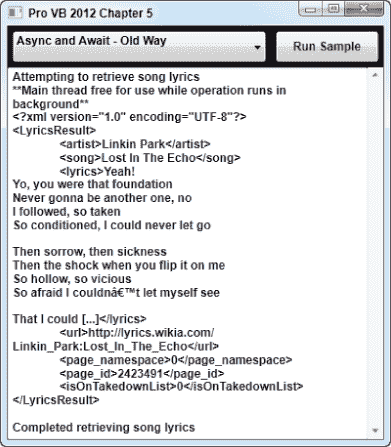 Pro VB 2012 Chapter 5
Async and Await - Old Way
Run Sample
Attempting to retrieve song lyrics
**Main thread free for use while operation runs in
background**
<?xml version="1.0" encoding="UTF-8"?>
<LyricsResult>
<artist>Linkin Park</artist>
<song>Lost In The Echo</song>
<lyrics>Yeah!
Yo, you were that foundation
Never gonna be another one, no
I followed, so taken
So conditioned, I could never let go

Then sorrow, then sickness
Then the shock when you flip it on me
So hollow, so vicious
So afraid I couldnâ€™t let myself see

That I could [...]</lyrics>
<url>http://lyrics.wikia.com/
Linkin_Park:Lost_In_The_Echo</url>
<page_namespace>0</page_namespace>
<page_id>2423491</page_id>
<isOnTakedownList>0</isOnTakedownList>
</LyricsResult>

Completed retrieving song lyrics